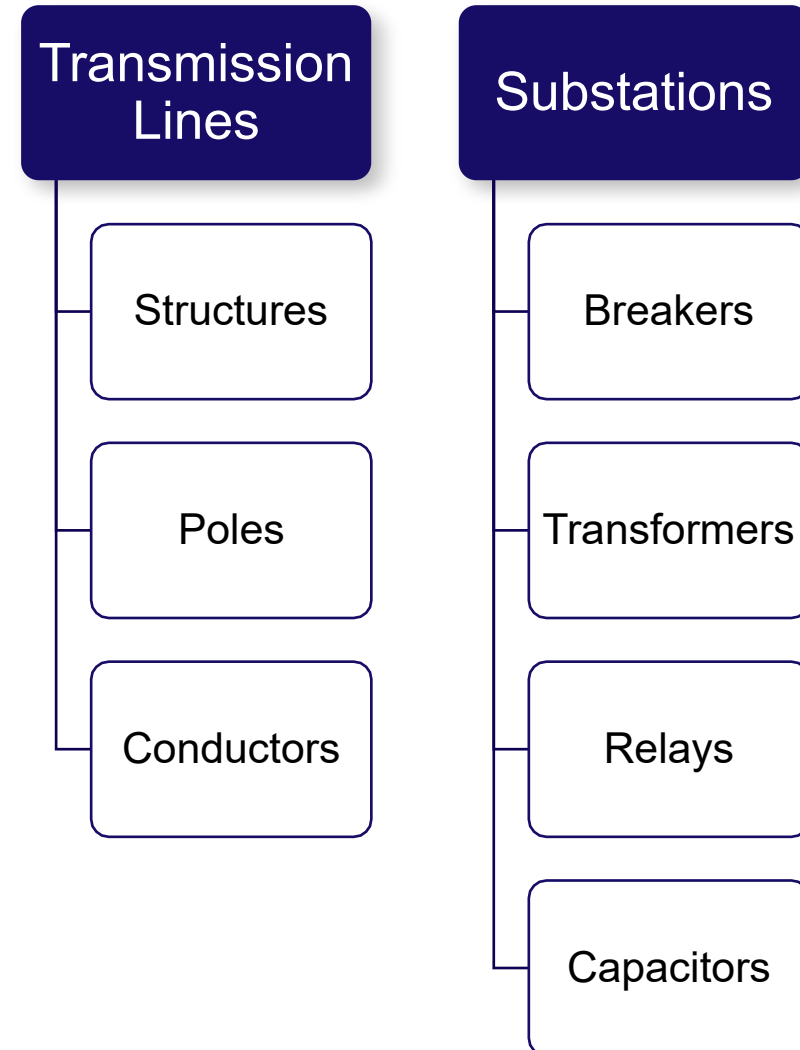 Transmission
Lines
Structures
Poles
Conductors
Substations
Breakers
Transformers
Relays
Capacitors